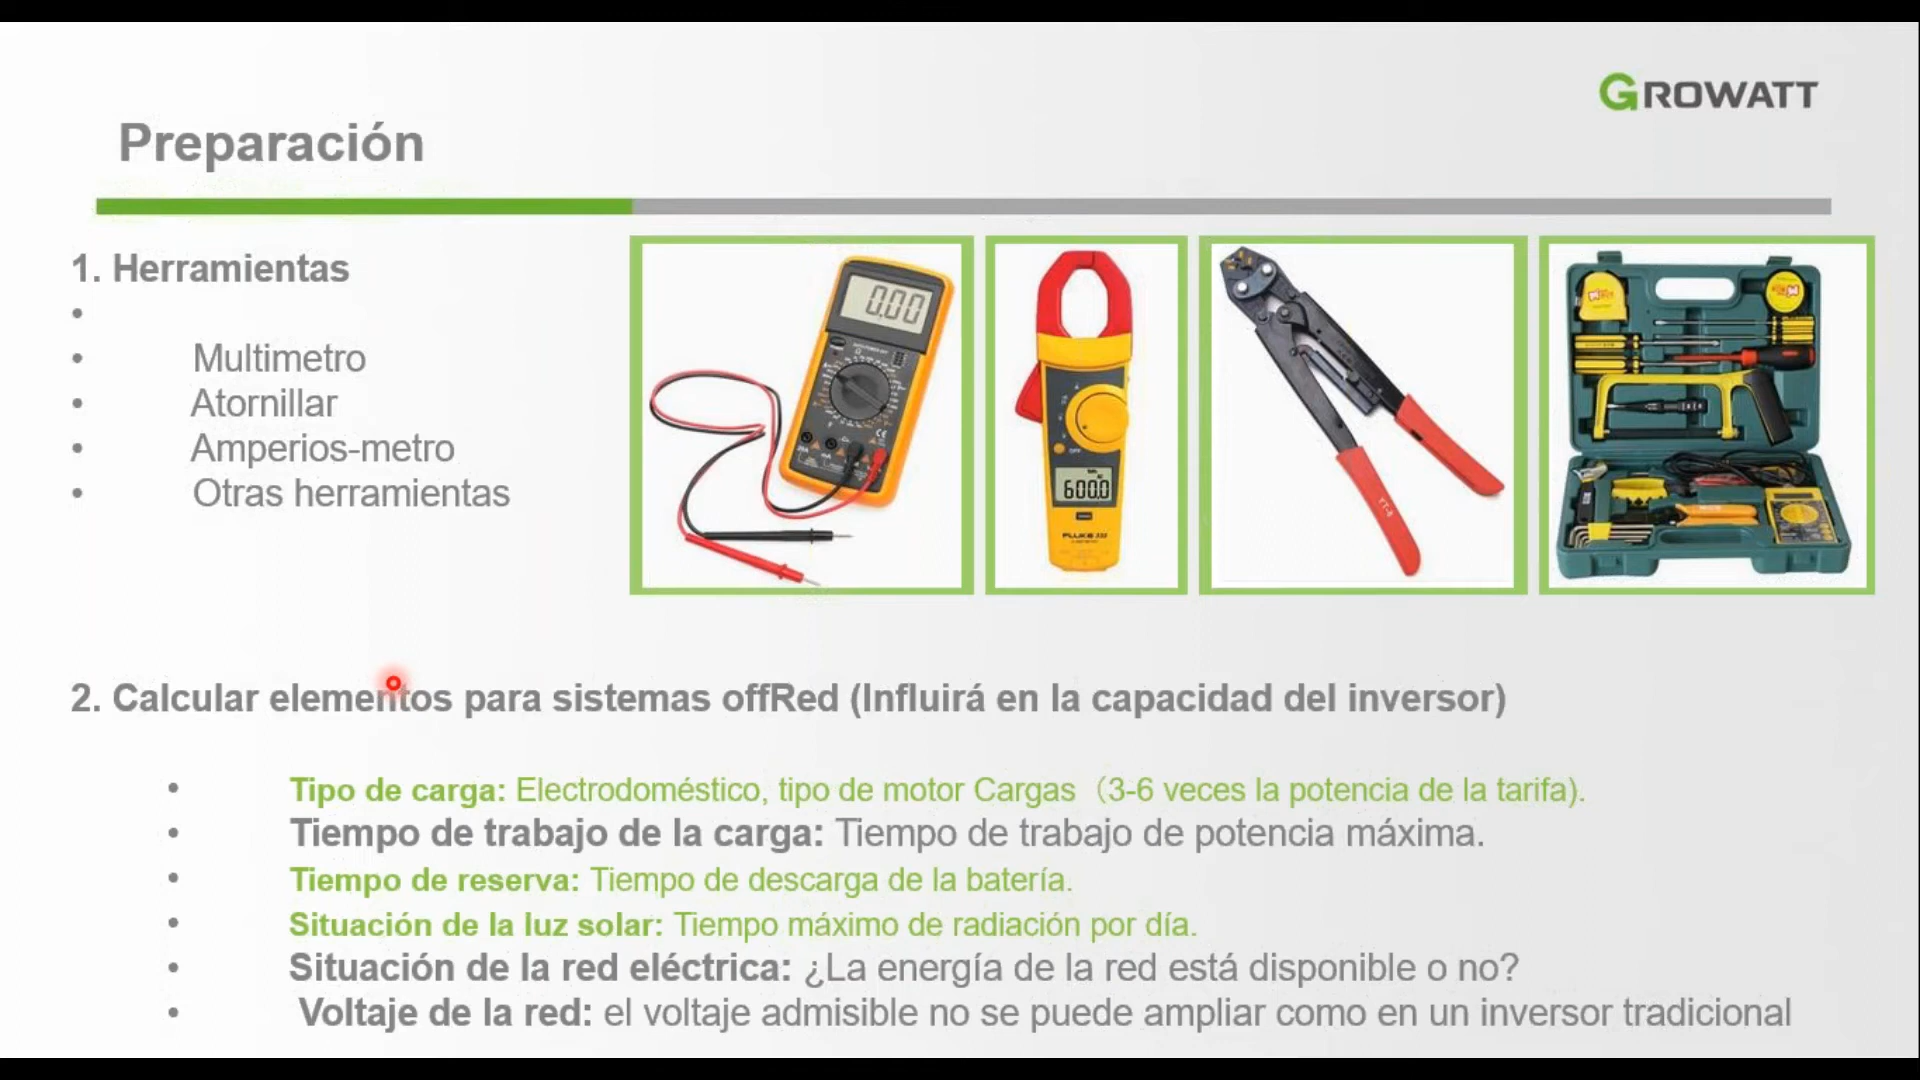 GROWATT
Preparación
1. Herramientas
•
• Multimetro
• Atornillar
• Amperios-metro
• Otras herramientas
0.00
600.0
FLUKE 333
YT-8
2. Calcular elementos para sistemas offRed (Influirá en la capacidad del inversor)
• Tipo de carga: Electrodoméstico, tipo de motor Cargas（3-6 veces la potencia de la tarifa).
• Tiempo de trabajo de la carga: Tiempo de trabajo de potencia máxima.
• Tiempo de reserva: Tiempo de descarga de la batería.
• Situación de la luz solar: Tiempo máximo de radiación por día.
• Situación de la red eléctrica: ¿La energía de la red está disponible o no?
• Voltaje de la red: el voltaje admisible no se puede ampliar como en un inversor tradicional